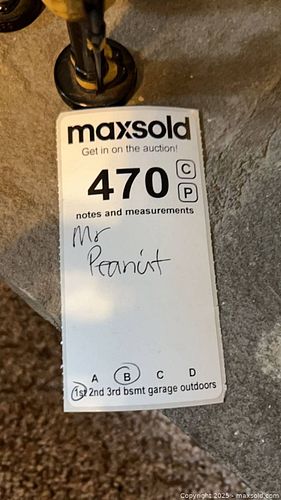 maxsold
Get in on the auction!
470 C
P
notes and measurements
Mr
Peanut
A B C D
1st 2nd 3rd bsmt garage outdoors
Copyright 2025 - maxsold.com